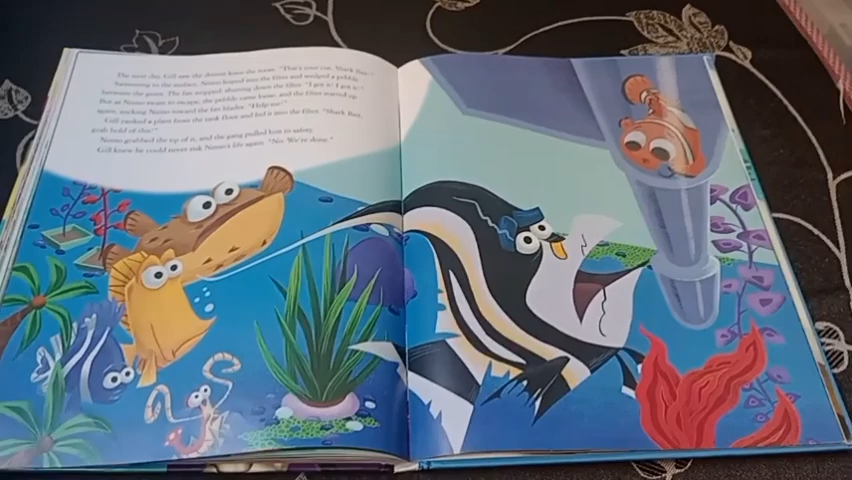 The next day, Gill saw the dentist leave the room. "That's your cue, Shark Bait."
Swimming to the surface, Nemo hopped into the filter and wedged a pebble
between the gears. The fan stopped, shutting down the filter. "I got it! I got it!"
But as Nemo swam to escape, the pebble came loose, and the filter started up
again, sucking Nemo toward the fan blades. "Help me!"
Gill yanked a plant from the tank floor and fed it into the filter. "Shark Bait,
grab hold of this!"
Nemo grabbed the tip of it, and the gang pulled him to safety.
Gill knew he could never risk Nemo's life again. "No. We're done."